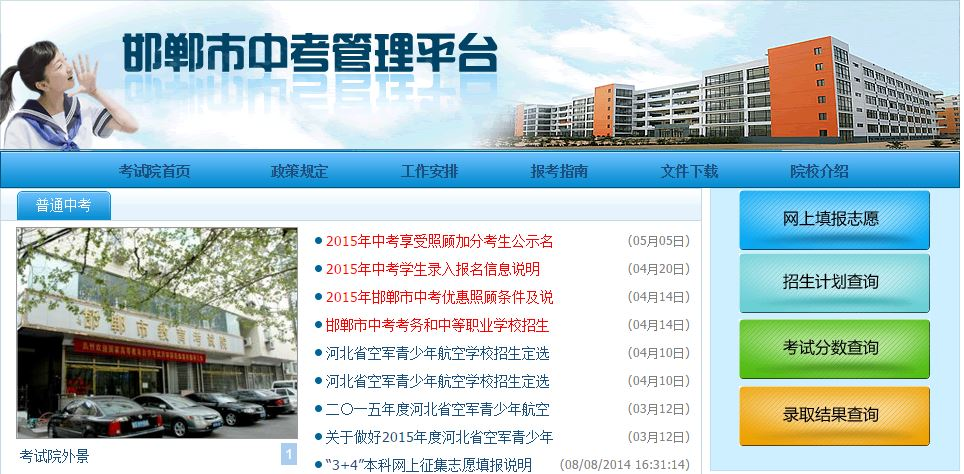 邯郸市中考管理平台
考试院首页 政策规定 工作安排 报考指南 文件下载 院校介绍
普通中考
邯郸市教育考试院
2015年中考享受照顾加分考生公示名 (05月05日)
2015年中考学生录入报名信息说明 (04月20日)
2015年邯郸市中考优惠照顾条件及说 (04月14日)
邯郸市中考考务和中等职业学校招生 (04月14日)
河北省空军青少年航空学校招生定选 (04月10日)
河北省空军青少年航空学校招生定选 (04月10日)
二〇一五年度河北省空军青少年航空 (03月12日)
关于做好2015年度河北省空军青少年 (03月12日)
“3+4”本科网上征集志愿填报说明 (08/08/2014 16:31:14)
考试院外景 1
网上填报志愿
招生计划查询
考试分数查询
录取结果查询